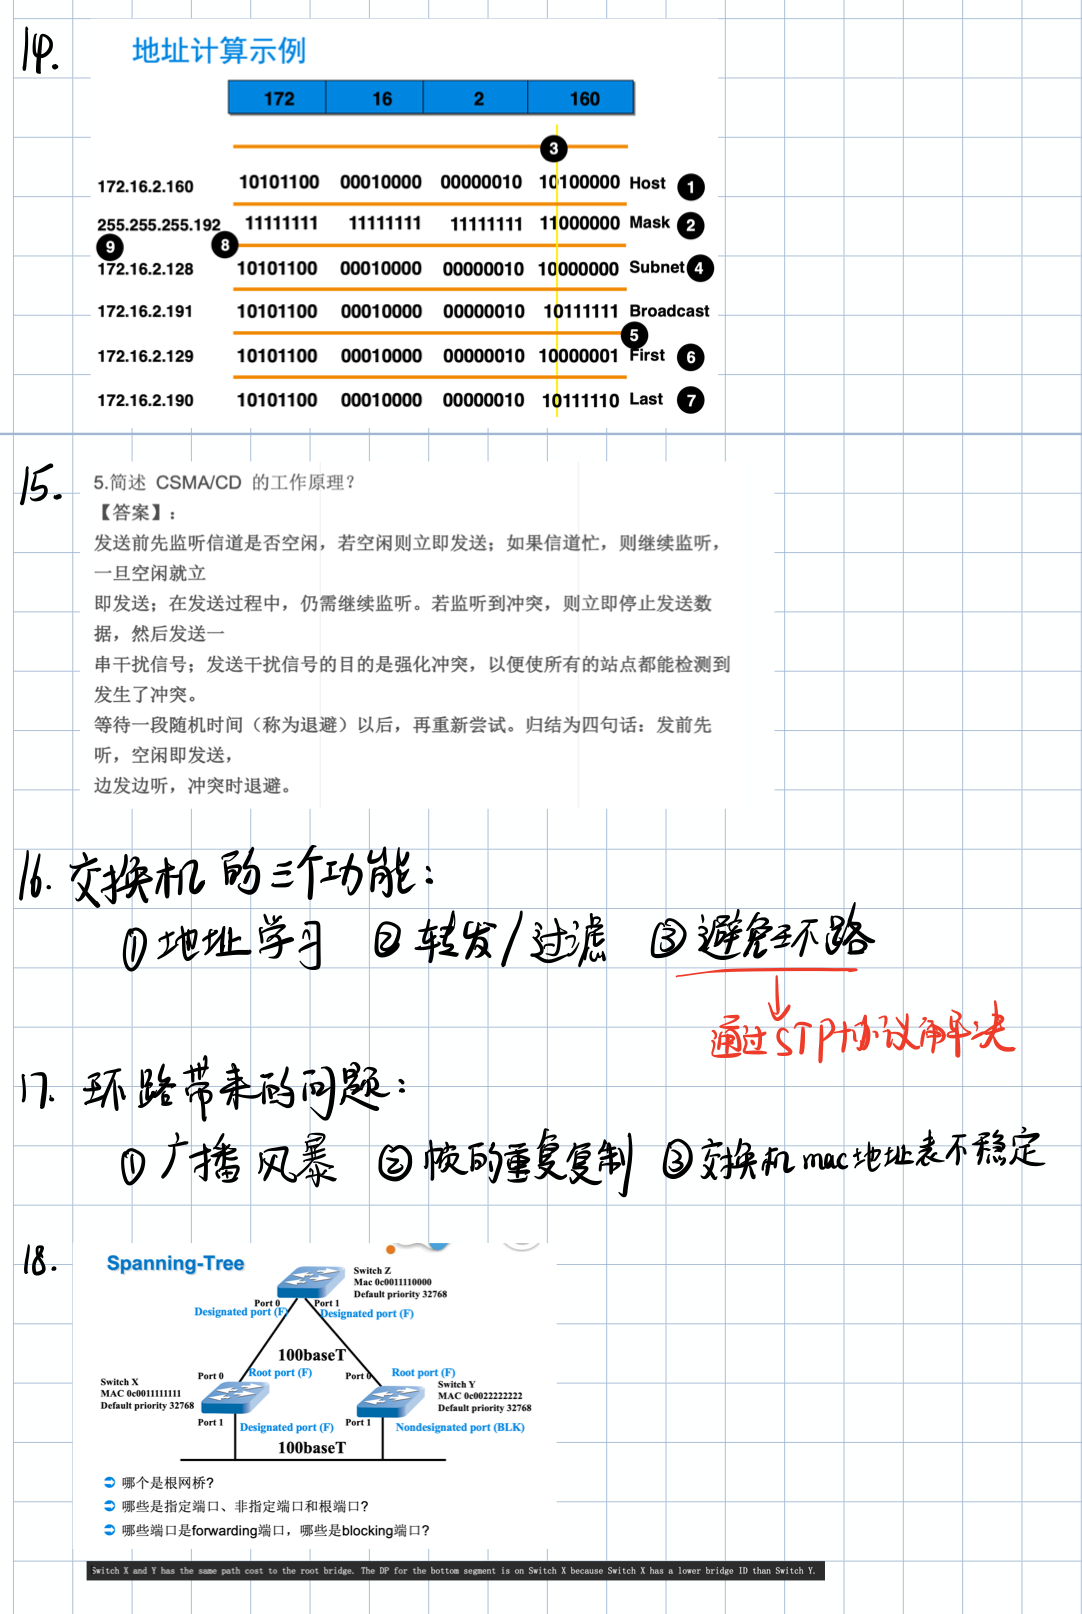 14.
地址计算示例
172 16 2 160
3
172.16.2.160 10101100 00010000 00000010 10100000 Host 1
255.255.255.192 11111111 11111111 11111111 11000000 Mask 2
9 8
172.16.2.128 10101100 00010000 00000010 10000000 Subnet 4
172.16.2.191 10101100 00010000 00000010 10111111 Broadcast
5
172.16.2.129 10101100 00010000 00000010 10000001 First 6
172.16.2.190 10101100 00010000 00000010 10111110 Last 7
15.
5.简述 CSMA/CD 的工作原理?
【答案】:
发送前先监听信道是否空闲，若空闲则立即发送；如果信道忙，则继续监听，
一旦空闲就立
即发送；在发送过程中，仍需继续监听。若监听到冲突，则立即停止发送数
据，然后发送一
串干扰信号；发送干扰信号的目的是强化冲突，以便使所有的站点都能检测到
发生了冲突。
等待一段随机时间（称为退避）以后，再重新尝试。归结为四句话：发前先
听，空闲即发送，
边发边听，冲突时退避。
16. 交换机的三个功能：
① 地址学习 ② 转发/过滤 ③ 避免环路
通过STP协议解决
17. 环路带来的问题：
① 广播风暴 ② 帧的重复复制 ③ 交换机mac地址表不稳定
18.
Spanning-Tree
Switch Z
Mac 0c0011110000
Default priority 32768
Port 0 Port 1
Designated port (F) Designated port (F)
100baseT
Port 0 Root port (F) Port 0 Root port (F)
Switch X
MAC 0c0011111111
Default priority 32768
Switch Y
MAC 0c0022222222
Default priority 32768
Port 1 Designated port (F) Port 1 Nondesignated port (BLK)
100baseT
哪个是根网桥?
哪些是指定端口、非指定端口和根端口?
哪些端口是forwarding端口，哪些是blocking端口?
Switch X and Y has the same path cost to the root bridge. The DP for the bottom segment is on Switch X because Switch X has a lower bridge ID than Switch Y.